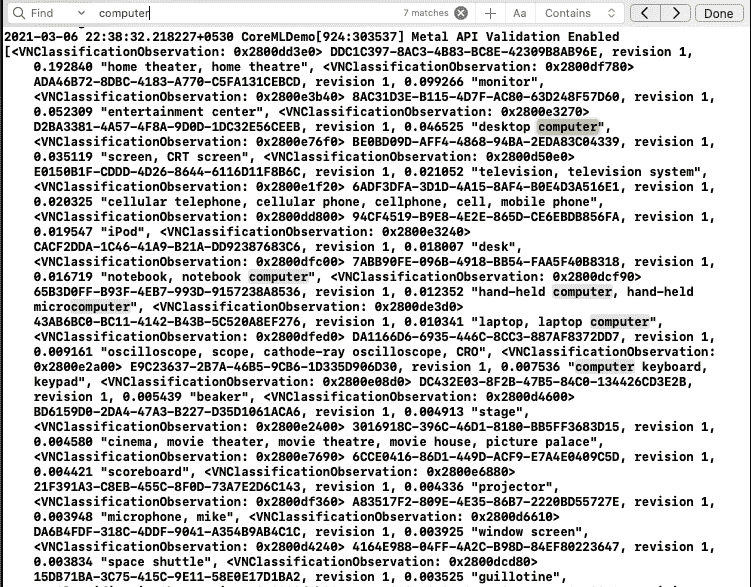 Find computer 7 matches Aa Contains Done
2021-03-06 22:38:32.218227+0530 CoreMLDemo[924:303537] Metal API Validation Enabled
[<VNClassificationObservation: 0x2800dd3e0> DDC1C397-8AC3-4B83-BC8E-42309B8AB96E, revision 1,
0.192840 "home theater, home theatre", <VNClassificationObservation: 0x2800df780>
ADA46B72-8DBC-4183-A770-C5FA131CEBCD, revision 1, 0.099266 "monitor",
<VNClassificationObservation: 0x2800e3b40> 8AC31D3E-B115-4D7F-AC80-63D248F57D60, revision 1,
0.052309 "entertainment center", <VNClassificationObservation: 0x2800e3270>
D2BA3381-4A57-4F8A-9D0D-1DC32E56CEEB, revision 1, 0.046525 "desktop computer",
<VNClassificationObservation: 0x2800e76f0> BE0BD09D-AFF4-4868-94BA-2EDA83C04339, revision 1,
0.035119 "screen, CRT screen", <VNClassificationObservation: 0x2800d50e0>
E0150B1F-CDDD-4D26-8644-6116D11F8B6C, revision 1, 0.021052 "television, television system",
<VNClassificationObservation: 0x2800e1f20> 6ADF3DFA-3D1D-4A15-8AF4-B0E4D3A516E1, revision 1,
0.020325 "cellular telephone, cellular phone, cellphone, cell, mobile phone",
<VNClassificationObservation: 0x2800dd800> 94CF4519-B9E8-4E2E-865D-CE6EBDB856FA, revision 1,
0.019547 "iPod", <VNClassificationObservation: 0x2800e3240>
CACF2DDA-1C46-41A9-B21A-DD92387683C6, revision 1, 0.018007 "desk",
<VNClassificationObservation: 0x2800dfc00> 7ABB90FE-096B-4918-BB54-FAA5F40B8318, revision 1,
0.016719 "notebook, notebook computer", <VNClassificationObservation: 0x2800dcf90>
65B3D0FF-B93F-4EB7-993D-9157238A8536, revision 1, 0.012352 "hand-held computer, hand-held
microcomputer", <VNClassificationObservation: 0x2800de3d0>
43AB6BC0-BC11-4142-B43B-5C520A8EF276, revision 1, 0.010341 "laptop, laptop computer",
<VNClassificationObservation: 0x2800dfed0> DA1166D6-6935-446C-8CC3-887AF8372DD7, revision 1,
0.009161 "oscilloscope, scope, cathode-ray oscilloscope, CRO", <VNClassificationObservation:
0x2800e2a00> E9C23637-2B7A-46B5-9CB6-1D335D906D30, revision 1, 0.007536 "computer keyboard,
keypad", <VNClassificationObservation: 0x2800e08d0> DC432E03-8F2B-47B5-84C0-134426CD3E2B,
revision 1, 0.005439 "beaker", <VNClassificationObservation: 0x2800d4600>
BD6159D0-2DA4-47A3-B227-D35D1061ACA6, revision 1, 0.004913 "stage",
<VNClassificationObservation: 0x2800e2400> 3016918C-396C-46D1-8180-BB5FF3683D15, revision 1,
0.004580 "cinema, movie theater, movie theatre, movie house, picture palace",
<VNClassificationObservation: 0x2800e7690> 6CCE0416-86D1-449D-ACF9-E7A4E0409C5D, revision 1,
0.004421 "scoreboard", <VNClassificationObservation: 0x2800e6880>
21F391A3-C8EB-455C-8F0D-73A7E2D6C143, revision 1, 0.004336 "projector",
<VNClassificationObservation: 0x2800df360> A83517F2-809E-4E35-86B7-2220BD55727E, revision 1,
0.003948 "microphone, mike", <VNClassificationObservation: 0x2800d6610>
DA6B4FDF-318C-4DDF-9041-A354B9AB4C1C, revision 1, 0.003925 "window screen",
<VNClassificationObservation: 0x2800d4240> 4164E988-04FF-4A2C-B98D-84EF80223647, revision 1,
0.003834 "space shuttle", <VNClassificationObservation: 0x2800dcd80>
15DB71BA-3C75-415C-9E11-58E0E17D1BA2, revision 1, 0.003525 "guillotine",